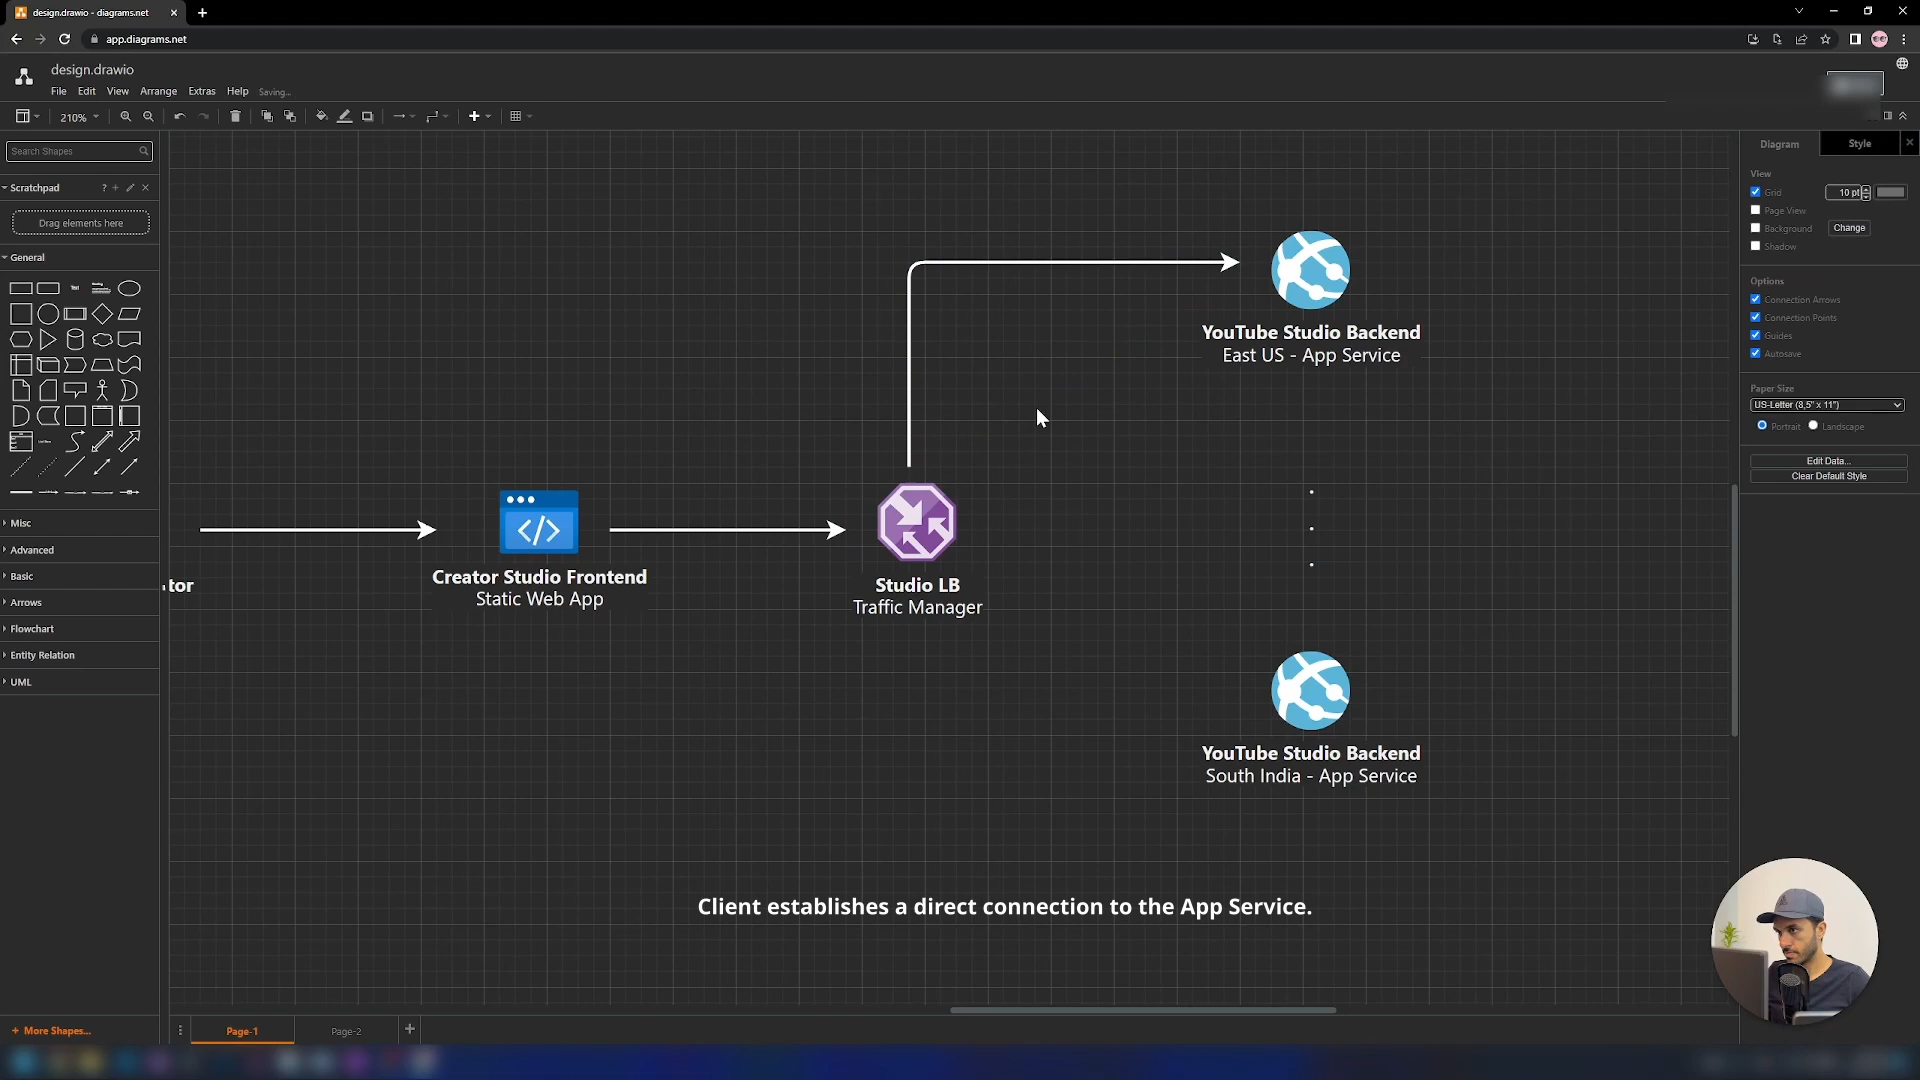 design.drawio - diagrams.net
app.diagrams.net
design.drawio
File Edit View Arrange Extras Help Saving...
210%
Search Shapes
Scratchpad
?
Drag elements here
General
Text
Misc
Advanced
Basic
Arrows
Flowchart
Entity Relation
UML
+ More Shapes...
tor
Creator Studio Frontend
Static Web App
Studio LB
Traffic Manager
YouTube Studio Backend
East US - App Service
YouTube Studio Backend
South India - App Service
Client establishes a direct connection to the App Service.
Page-1
Page-2
Diagram
Style
View
Grid
10 pt
Page View
Background
Change
Shadow
Options
Connection Arrows
Connection Points
Guides
Autosave
Paper Size
US-Letter (8,5" x 11")
Portrait
Landscape
Edit Data...
Clear Default Style